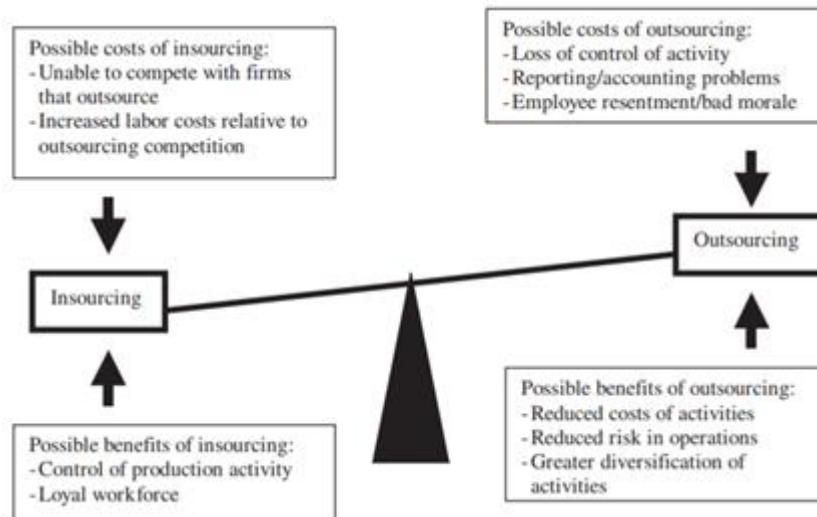 Possible costs of insourcing:
-Unable to compete with firms
that outsource
-Increased labor costs relative to
outsourcing competition
Possible costs of outsourcing:
-Loss of control of activity
-Reporting/accounting problems
-Employee resentment/bad morale
Outsourcing
Insourcing
Possible benefits of insourcing:
-Control of production activity
-Loyal workforce
Possible benefits of outsourcing:
-Reduced costs of activities
-Reduced risk in operations
-Greater diversification of
activities